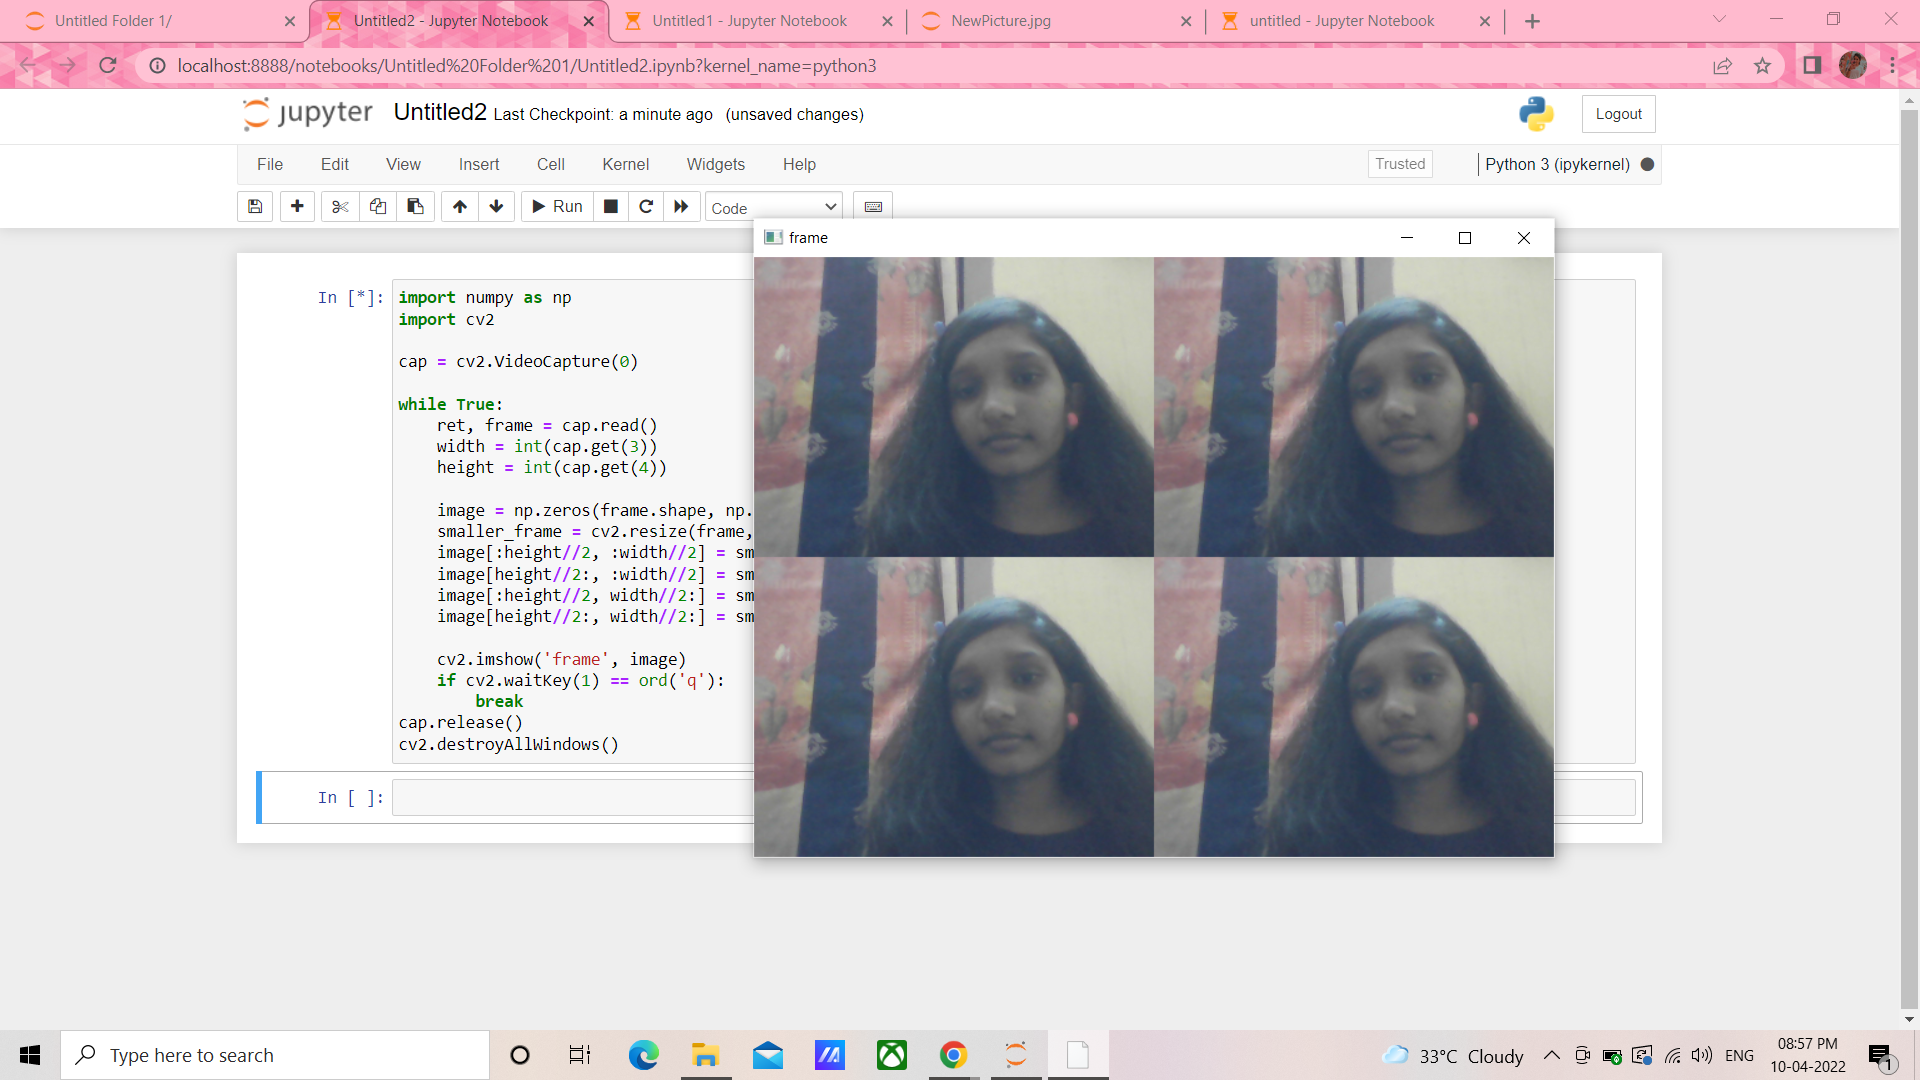 Untitled Folder 1/
Untitled2 - Jupyter Notebook
Untitled1 - Jupyter Notebook
NewPicture.jpg
untitled - Jupyter Notebook
localhost:8888/notebooks/Untitled%20Folder%201/Untitled2.ipynb?kernel_name=python3
jupyter Untitled2 Last Checkpoint: a minute ago (unsaved changes)
Logout
File Edit View Insert Cell Kernel Widgets Help
Trusted
Python 3 (ipykernel)
Run
Code
frame
In [*]:
import numpy as np
import cv2
cap = cv2.VideoCapture(0)
while True:
    ret, frame = cap.read()
    width = int(cap.get(3))
    height = int(cap.get(4))
    image = np.zeros(frame.shape, np.
    smaller_frame = cv2.resize(frame,
    image[:height//2, :width//2] = sm
    image[height//2:, :width//2] = sm
    image[:height//2, width//2:] = sm
    image[height//2:, width//2:] = sm
    cv2.imshow('frame', image)
    if cv2.waitKey(1) == ord('q'):
        break
cap.release()
cv2.destroyAllWindows()
In [ ]:
Type here to search
33°C Cloudy
ENG
08:57 PM
10-04-2022
1